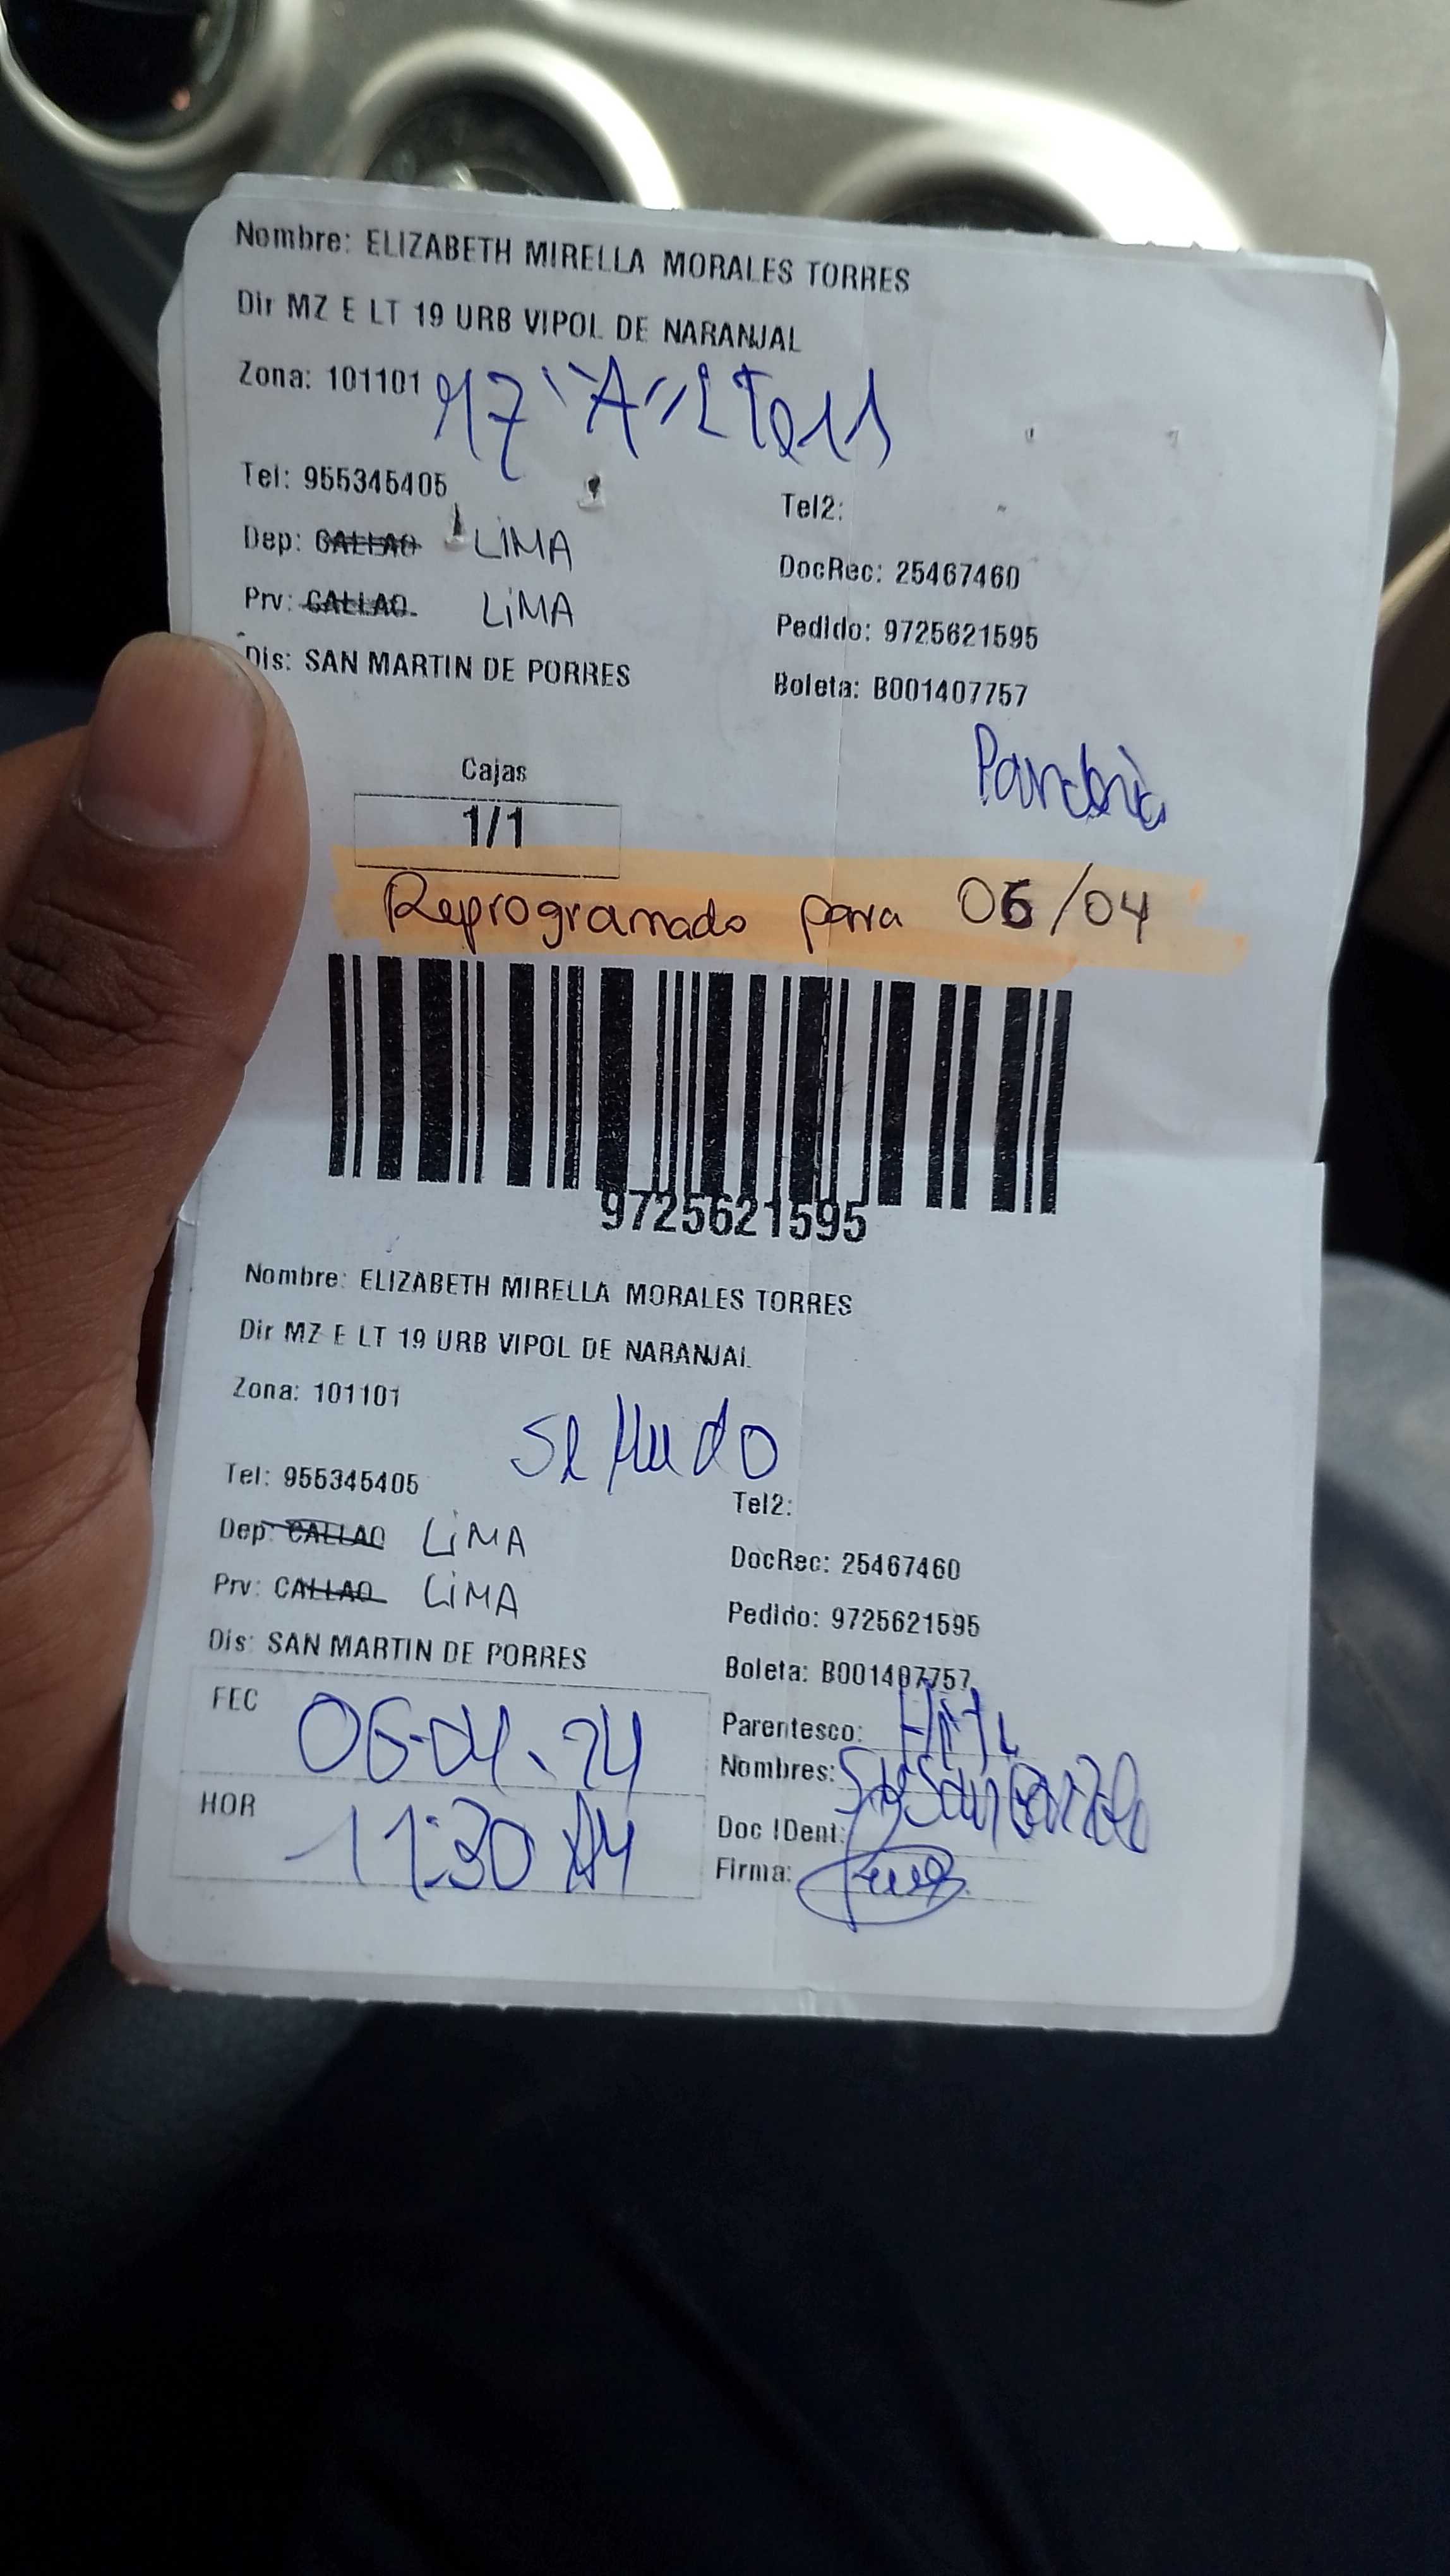 Nombre: ELIZABETH MIRELLA MORALES TORRES
Dir MZ E LT 19 URB VIPOL DE NARANJAL
Zona: 101101
Tel: 955345405 Tel2:
Dep: CALLAO LiMA DocRec: 25467460
Prv: CALLAO LiMA Pedido: 9725621595
Dis: SAN MARTIN DE PORRES Boleta: B001407757
Cajas
1/1
Reprogramado para 06/04
9725621595
Nombre: ELIZABETH MIRELLA MORALES TORRES
Dir MZ E LT 19 URB VIPOL DE NARANJAL
Zona: 101101
Tel: 955345405 Tel2:
Dep: CALLAO LiMA DocRec: 25467460
Prv: CALLAO LiMA Pedido: 9725621595
Dis: SAN MARTIN DE PORRES Boleta: B001407757
FEC 06-04-24 Parentesco:
Nombres:
HOR 11:30 AM Doc IDent:
Firma: